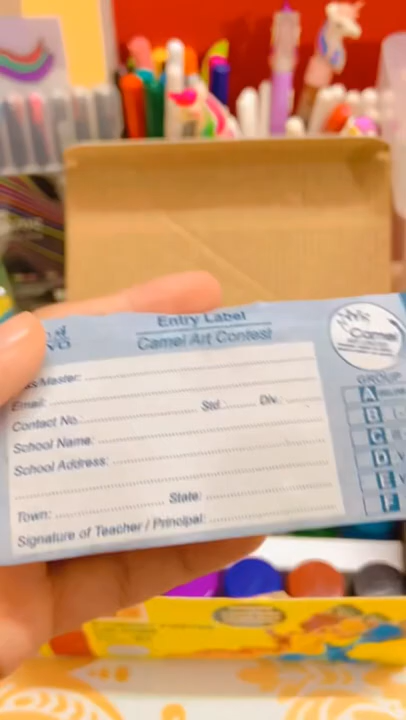 Entry Label
Camel Art Contest
Master:
Email:
Contact No. Std. Div.
School Name:
School Address:
Town: State:
Signature of Teacher / Principal:
Camel
GROUP
A
B
C
D
E
F